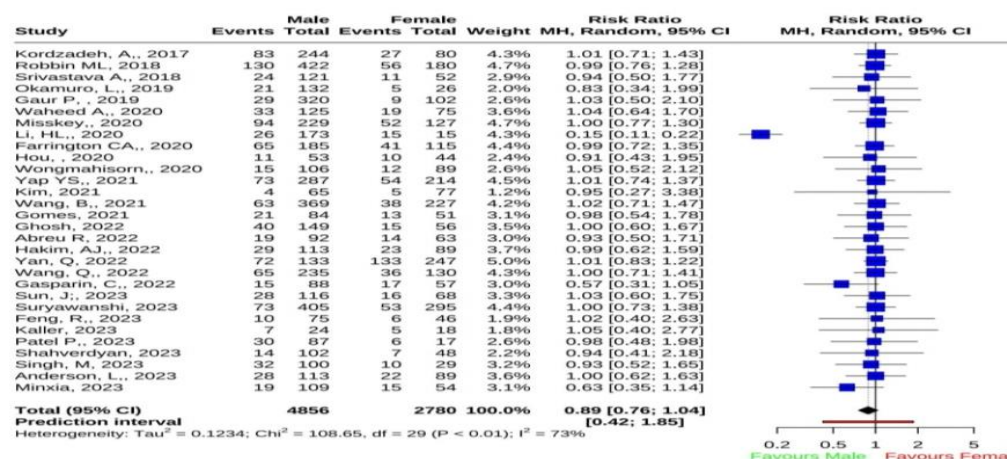 Male Female Risk Ratio Risk Ratio
Study Events Total Events Total Weight MH, Random, 95% CI MH, Random, 95% CI
Kordzadeh, A,, 2017 83 244 27 80 4.3% 1.01 [0.71; 1.43]
Robbin ML, 2018 130 422 56 180 4.7% 0.99 [0.76; 1.28]
Srivastava A,, 2018 24 121 11 52 3.4% 0.94 [0.50; 1.77]
Okamuro, L,, 2019 21 132 5 26 2.4% 0.83 [0.34; 1.99]
Gaur P, , 2019 29 320 9 102 3.1% 1.03 [0.50; 2.10]
Waheed A,, 2020 33 125 19 75 3.9% 1.04 [0.64; 1.70]
Misskey,, 2020 94 229 52 127 4.7% 1.00 [0.77; 1.30]
Li, HL,, 2020 26 173 15 15 4.5% 0.15 [0.11; 0.22]
Farrington CA,, 2020 65 185 41 115 4.5% 0.99 [0.72; 1.35]
Hou, , 2020 11 53 10 44 2.9% 0.91 [0.43; 1.95]
Wongmahisorn,, 2020 15 106 12 89 3.1% 1.05 [0.52; 2.12]
Yap YS,, 2021 73 287 54 214 4.5% 1.01 [0.74; 1.37]
Kim, 2021 4 65 5 77 1.2% 0.95 [0.27; 3.38]
Wang, B,, 2021 63 369 38 227 4.3% 1.02 [0.71; 1.47]
Gomes, 2021 21 84 13 51 3.5% 0.98 [0.54; 1.78]
Ghosh, 2022 40 149 15 56 3.8% 1.00 [0.60; 1.67]
Abreu R, 2022 19 92 14 63 3.4% 0.93 [0.50; 1.71]
Hakim, AJ,, 2022 29 113 23 89 3.9% 0.99 [0.62; 1.59]
Yan, Q, 2022 72 133 133 247 5.0% 1.01 [0.83; 1.22]
Wang, Q,, 2022 65 235 36 130 4.4% 1.00 [0.71; 1.41]
Gasparin, C,, 2022 15 88 17 57 3.4% 0.57 [0.31; 1.05]
Sun, J;, 2023 28 116 16 68 3.7% 1.03 [0.60; 1.75]
Suryawanshi, 2023 73 405 53 295 4.5% 1.00 [0.73; 1.38]
Feng, R,, 2023 10 75 6 46 2.2% 1.02 [0.40; 2.63]
Kaller, 2023 7 24 5 18 2.1% 1.05 [0.40; 2.77]
Patel P,, 2023 30 87 6 17 3.1% 0.98 [0.48; 1.98]
Shahverdyan, 2023 14 102 7 48 2.5% 0.94 [0.41; 2.18]
Singh, M, 2023 32 100 10 29 3.5% 0.93 [0.52; 1.65]
Anderson, L,, 2023 28 113 22 89 3.8% 1.00 [0.62; 1.63]
Minxia, 2023 19 109 15 54 3.1% 0.63 [0.35; 1.14]
Total (95% CI) 4856 2780 100.0% 0.89 [0.76; 1.04]
Prediction interval [0.42; 1.85]
Heterogeneity: Tau² = 0.1234; Chi² = 108.65, df = 29 (P < 0.01); I² = 73%
0.2 0.5 1 2 5
Favours Male Favours Fema